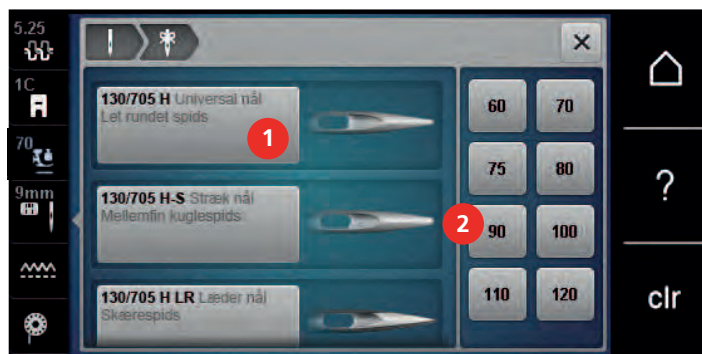 5.25
1C
70
9mm
130/705 H Universal nål
Let rundet spids
1
130/705 H-S Stræk nål
Mellemfin kuglespids
130/705 H LR Læder nål
Skærespids
60 70
75 80
2
90 100
110 120
?
clr